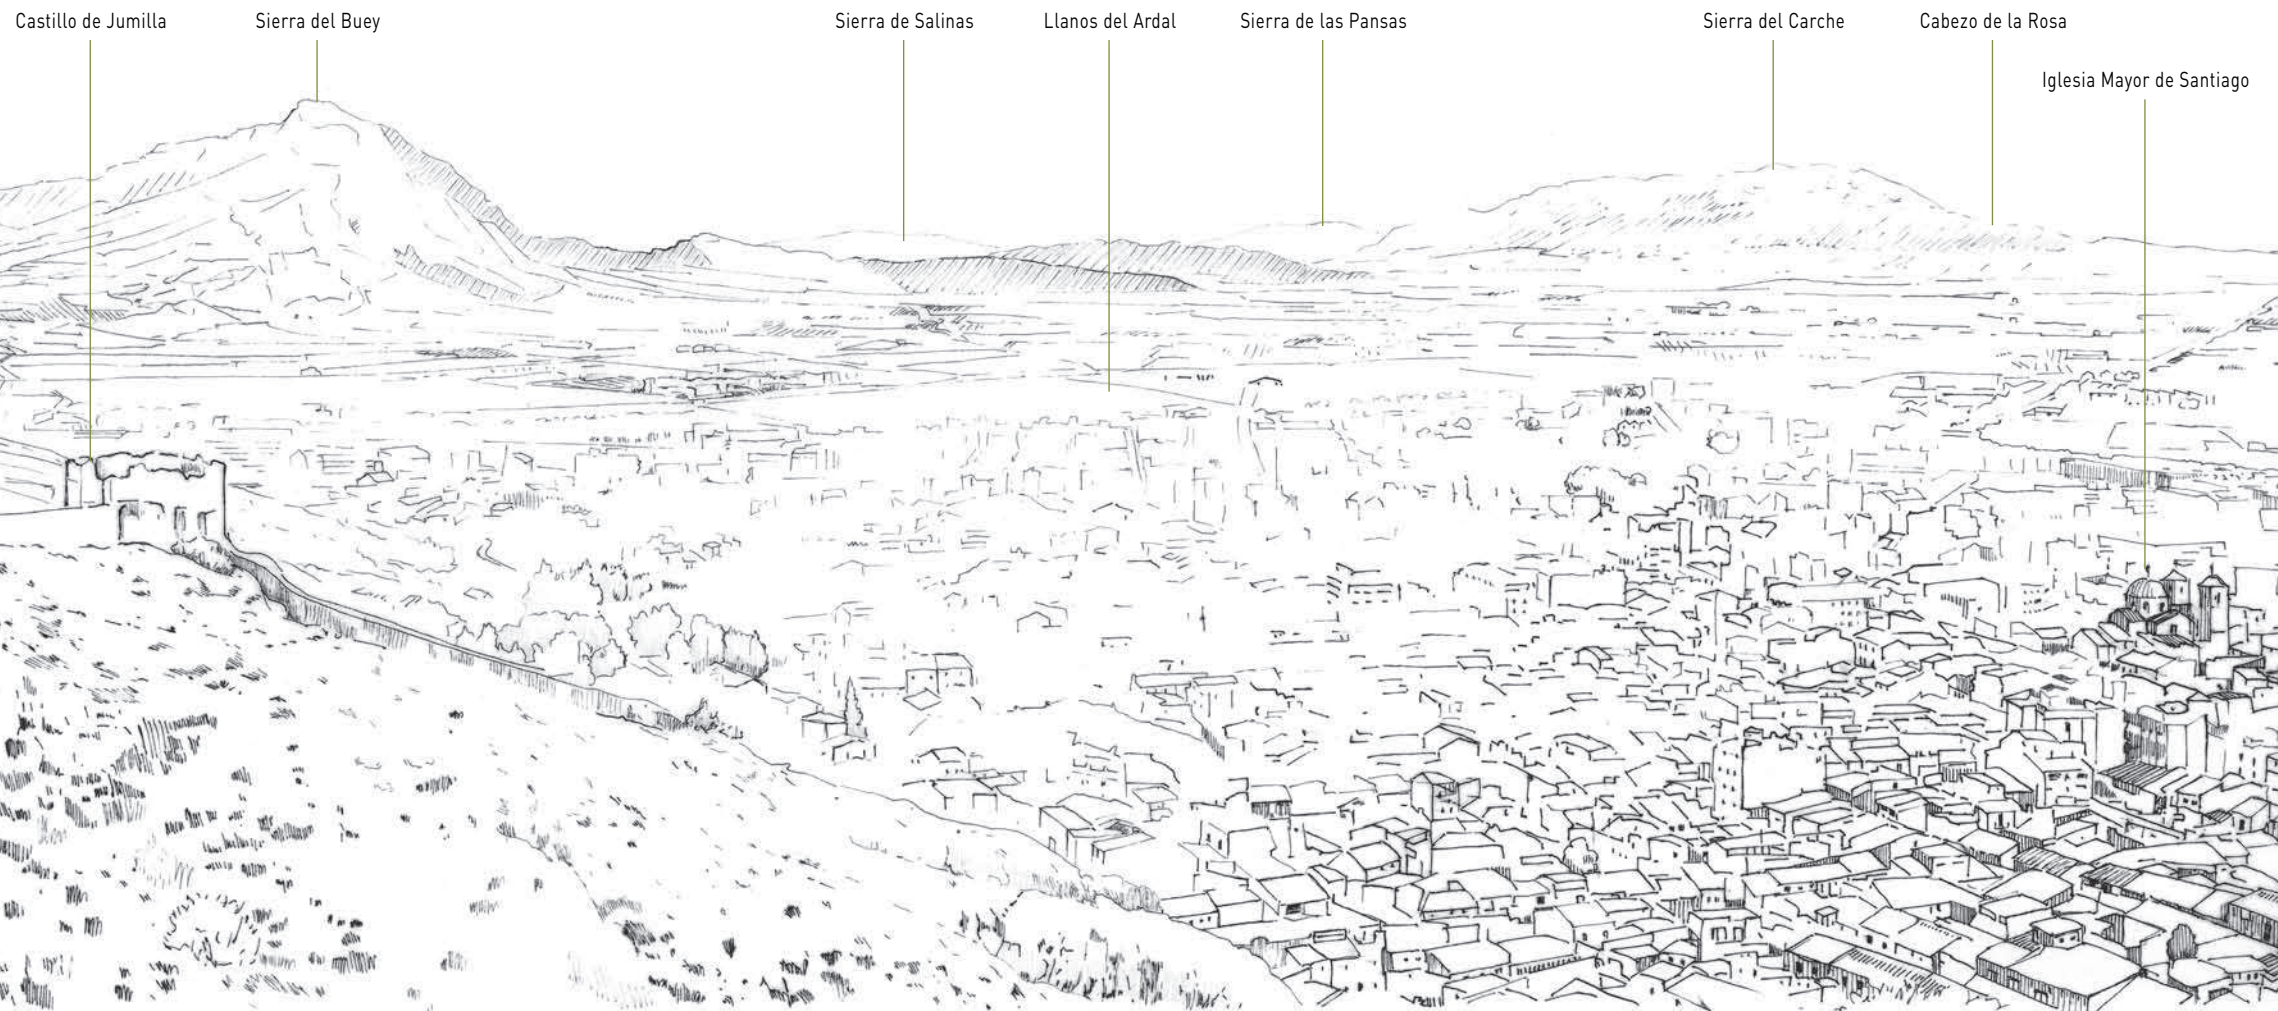 Castillo de Jumilla
Sierra del Buey
Sierra de Salinas
Llanos del Ardal
Sierra de las Pansas
Sierra del Carche
Cabezo de la Rosa
Iglesia Mayor de Santiago